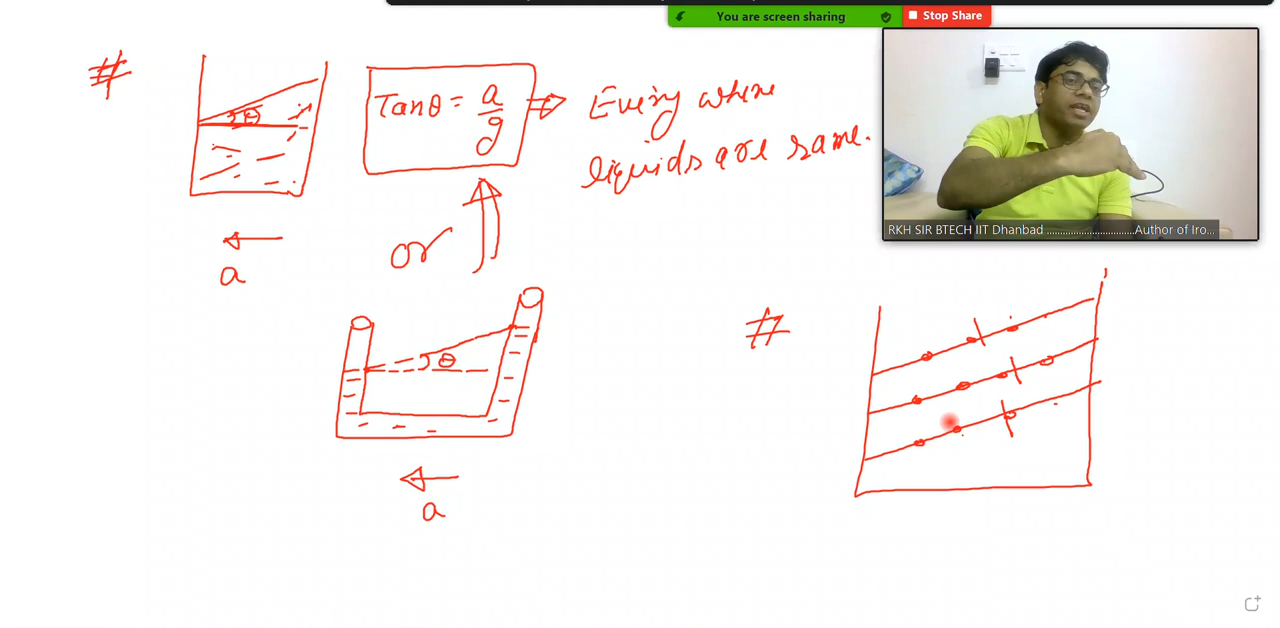 You are screen sharing
Stop Share
#
θ
Tanθ = a/g ⇒ Every where
liquids are same.
RKH SIR BTECH IIT Dhanbad ................................Author of Iro...
a
or
#
θ
a